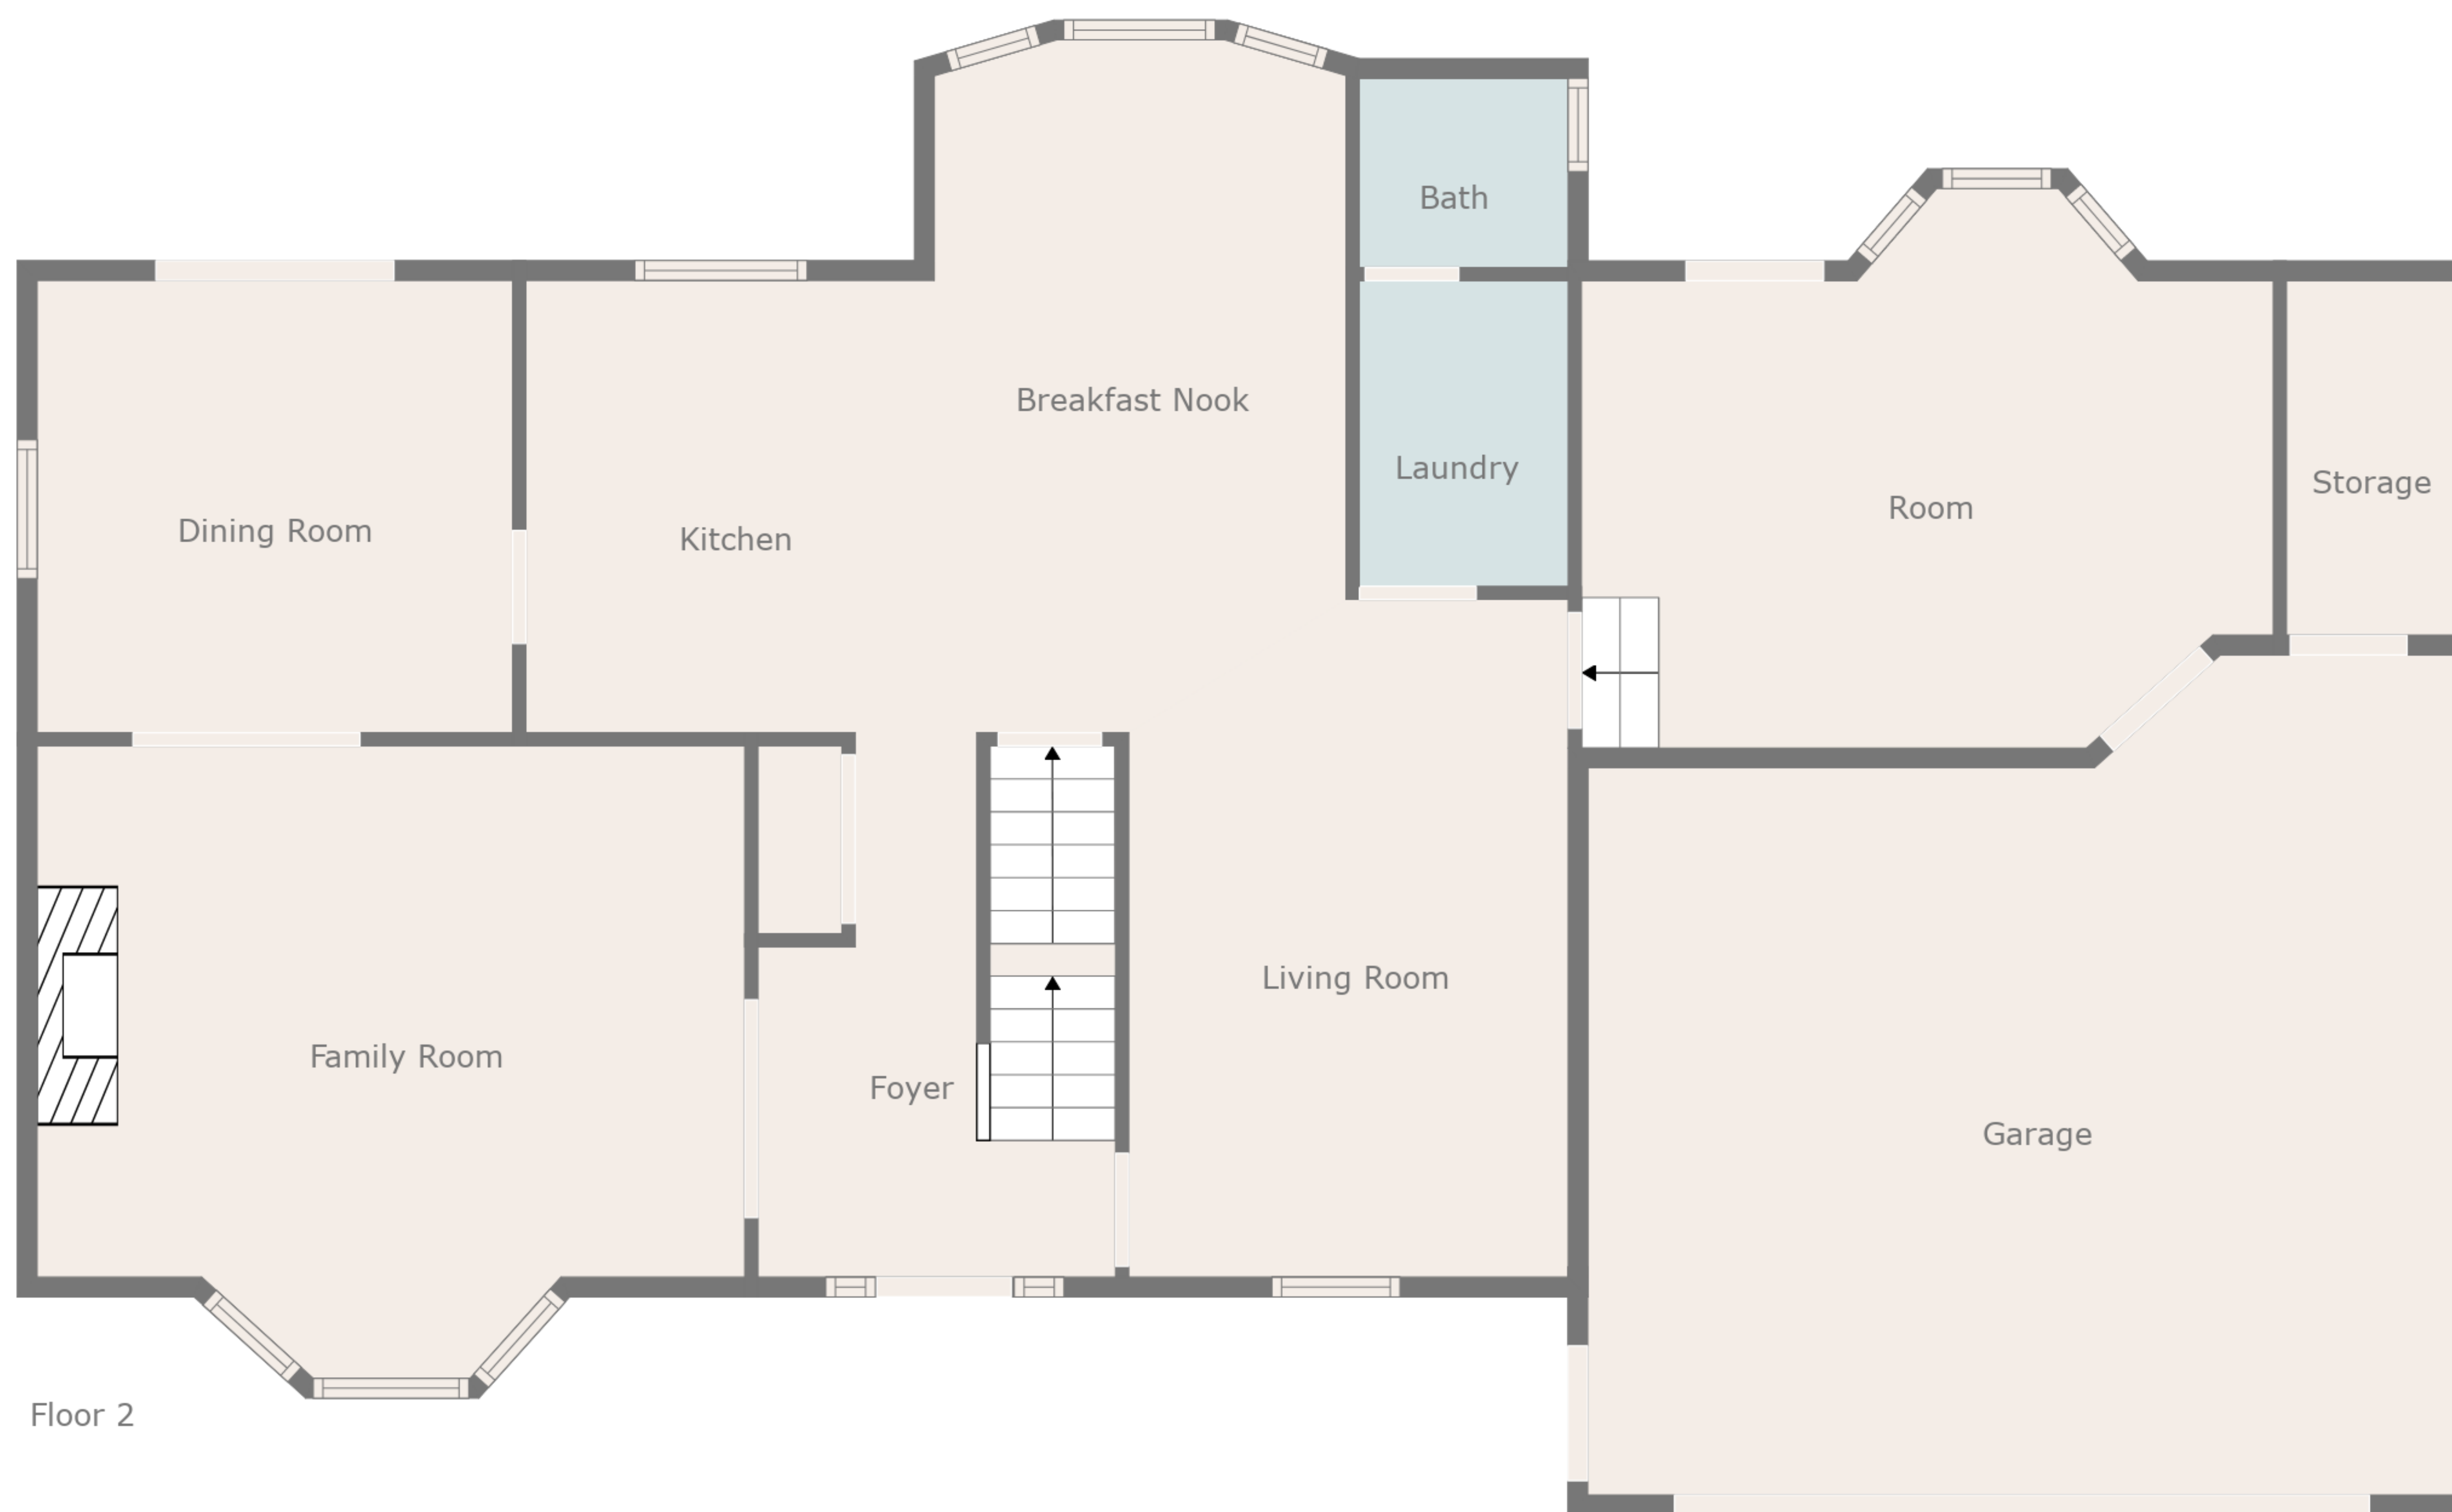 Bath
Breakfast Nook
Laundry
Storage
Room
Dining Room
Kitchen
Living Room
Family Room
Foyer
Garage
Floor 2